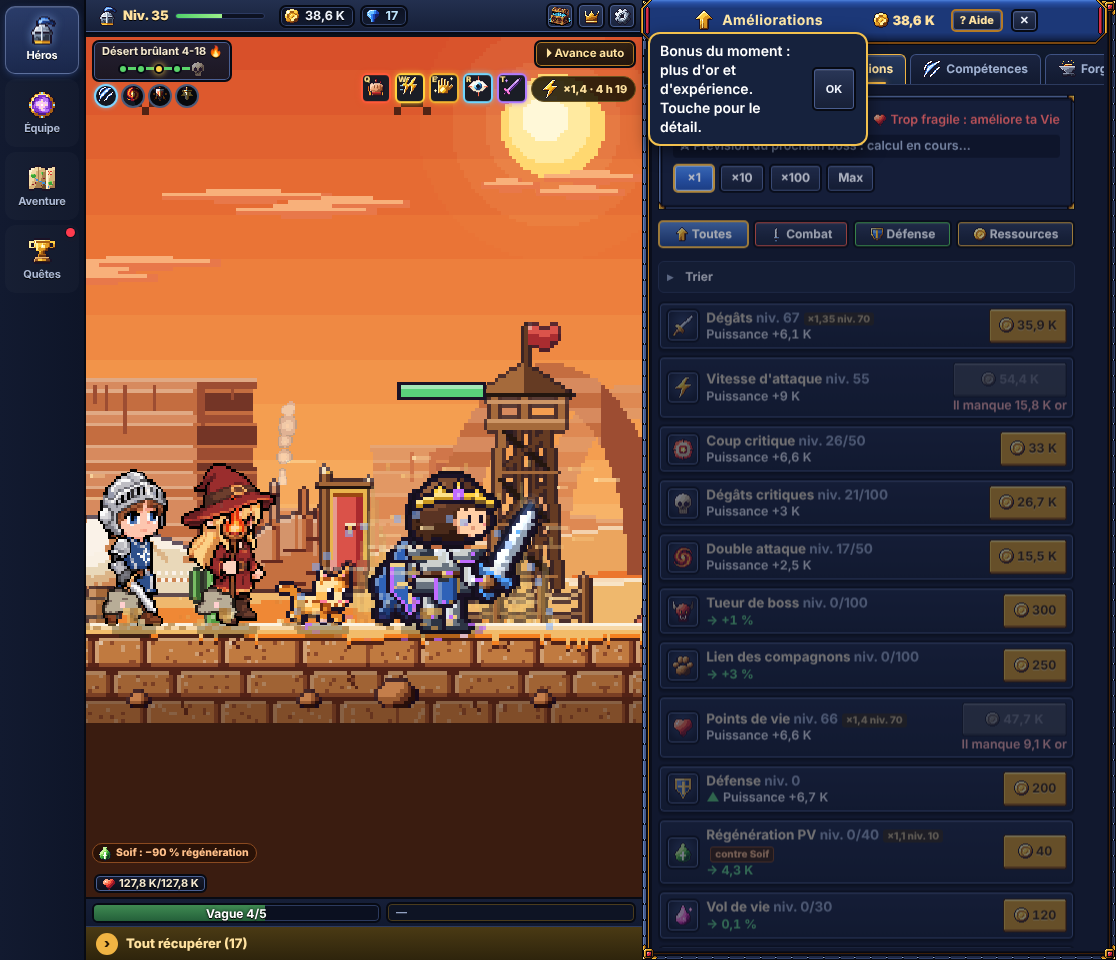 Niv. 35
38,6 K
17
Héros
Équipe
Aventure
Quêtes
Désert brûlant 4-18
Avance auto
Q
W
E
R
T
×1,4 · 4 h 19
Soif : −90 % régénération
127,8 K/127,8 K
Vague 4/5
—
Tout récupérer (17)
Améliorations
38,6 K
? Aide
×
Bonus du moment :
plus d'or et
d'expérience.
Touche pour le
détail.
OK
ions
Compétences
Forg
Trop fragile : améliore ta Vie
Prévision du prochain boss : calcul en cours...
×1
×10
×100
Max
Toutes
Combat
Défense
Ressources
Trier
Dégâts niv. 67 ×1,35 niv. 70
Puissance +6,1 K
35,9 K
Vitesse d'attaque niv. 55
Puissance +9 K
54,4 K
Il manque 15,8 K or
Coup critique niv. 26/50
Puissance +6,6 K
33 K
Dégâts critiques niv. 21/100
Puissance +3 K
26,7 K
Double attaque niv. 17/50
Puissance +2,5 K
15,5 K
Tueur de boss niv. 0/100
→ +1 %
300
Lien des compagnons niv. 0/100
→ +3 %
250
Points de vie niv. 66 ×1,4 niv. 70
Puissance +6,6 K
47,7 K
Il manque 9,1 K or
Défense niv. 0
▲ Puissance +6,7 K
200
Régénération PV niv. 0/40 ×1,1 niv. 10
contre Soif
→ 4,3 K
40
Vol de vie niv. 0/30
→ 0,1 %
120